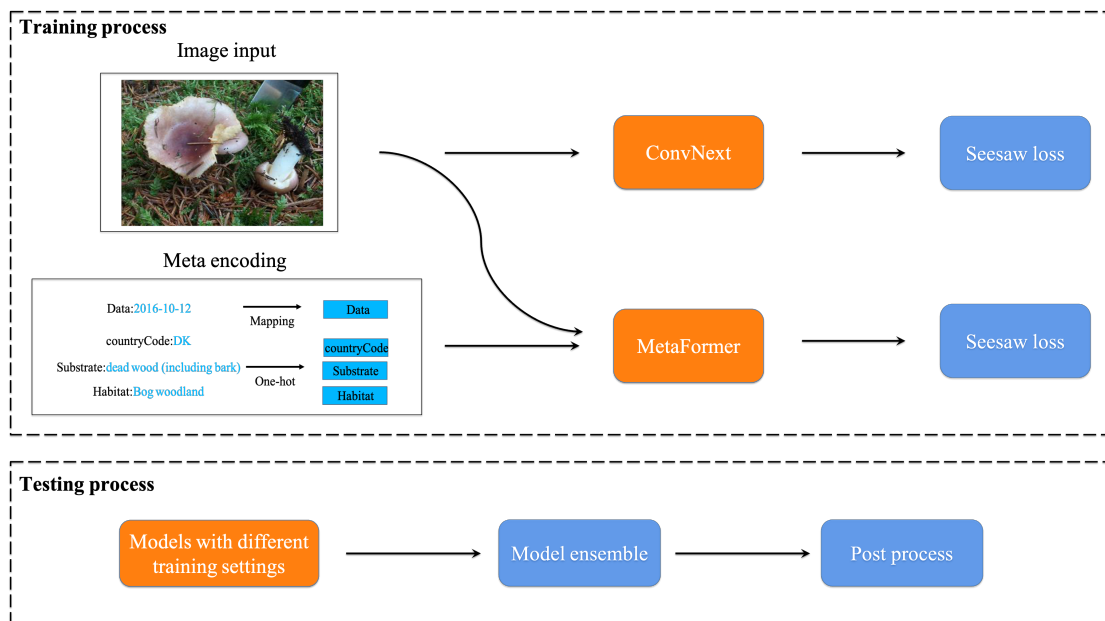 Training process
Image input
ConvNext
Seesaw loss
Meta encoding
Data:2016-10-12
Mapping
Data
countryCode:DK
countryCode
Substrate:dead wood (including bark)
One-hot
Substrate
Habitat:Bog woodland
Habitat
MetaFormer
Seesaw loss
Testing process
Models with different
training settings
Model ensemble
Post process